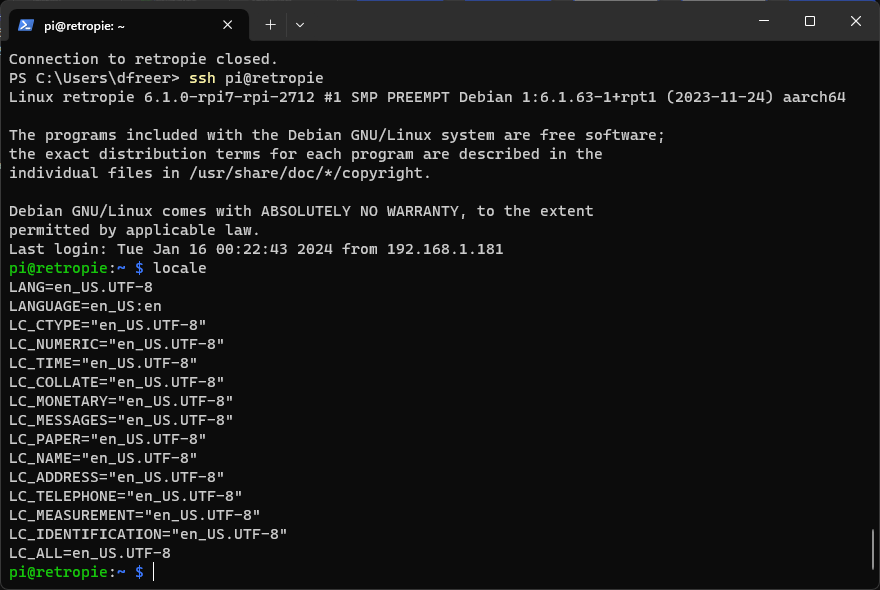 pi@retropie: ~
Connection to retropie closed.
PS C:\Users\dfreer> ssh pi@retropie
Linux retropie 6.1.0-rpi7-rpi-2712 #1 SMP PREEMPT Debian 1:6.1.63-1+rpt1 (2023-11-24) aarch64
The programs included with the Debian GNU/Linux system are free software;
the exact distribution terms for each program are described in the
individual files in /usr/share/doc/*/copyright.
Debian GNU/Linux comes with ABSOLUTELY NO WARRANTY, to the extent
permitted by applicable law.
Last login: Tue Jan 16 00:22:43 2024 from 192.168.1.181
pi@retropie:~ $ locale
LANG=en_US.UTF-8
LANGUAGE=en_US:en
LC_CTYPE="en_US.UTF-8"
LC_NUMERIC="en_US.UTF-8"
LC_TIME="en_US.UTF-8"
LC_COLLATE="en_US.UTF-8"
LC_MONETARY="en_US.UTF-8"
LC_MESSAGES="en_US.UTF-8"
LC_PAPER="en_US.UTF-8"
LC_NAME="en_US.UTF-8"
LC_ADDRESS="en_US.UTF-8"
LC_TELEPHONE="en_US.UTF-8"
LC_MEASUREMENT="en_US.UTF-8"
LC_IDENTIFICATION="en_US.UTF-8"
LC_ALL=en_US.UTF-8
pi@retropie:~ $